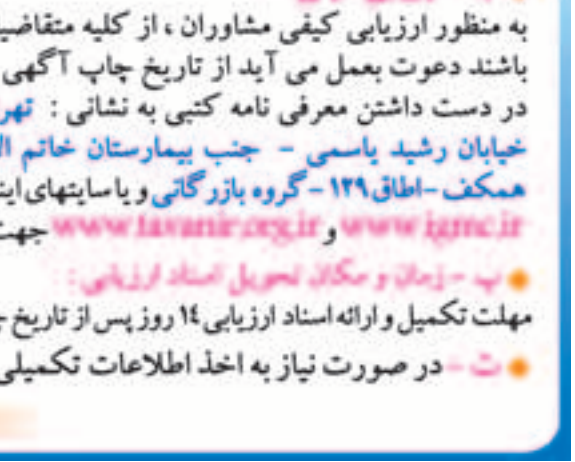 به منظور ارزیابی کیفی مشاوران ، از کلیه متقاضی
باشند دعوت بعمل می آید از تاریخ چاپ آگهی
در دست داشتن معرفی نامه کتبی به نشانی : تهر
خیابان رشید یاسمی - جنب بیمارستان خاتم ال
همکف -اطاق ۱۲۹ - گروه بازرگانی و یا سایتهای این
www.igmc.ir و www.tavanir.org.ir جهت
پ - زمان و مکان تحویل اسناد ارزیابی :
مهلت تکمیل و ارائه اسناد ارزیابی ۱۴ روز پس از تاریخ چ
ث - در صورت نیاز به اخذ اطلاعات تکمیلی